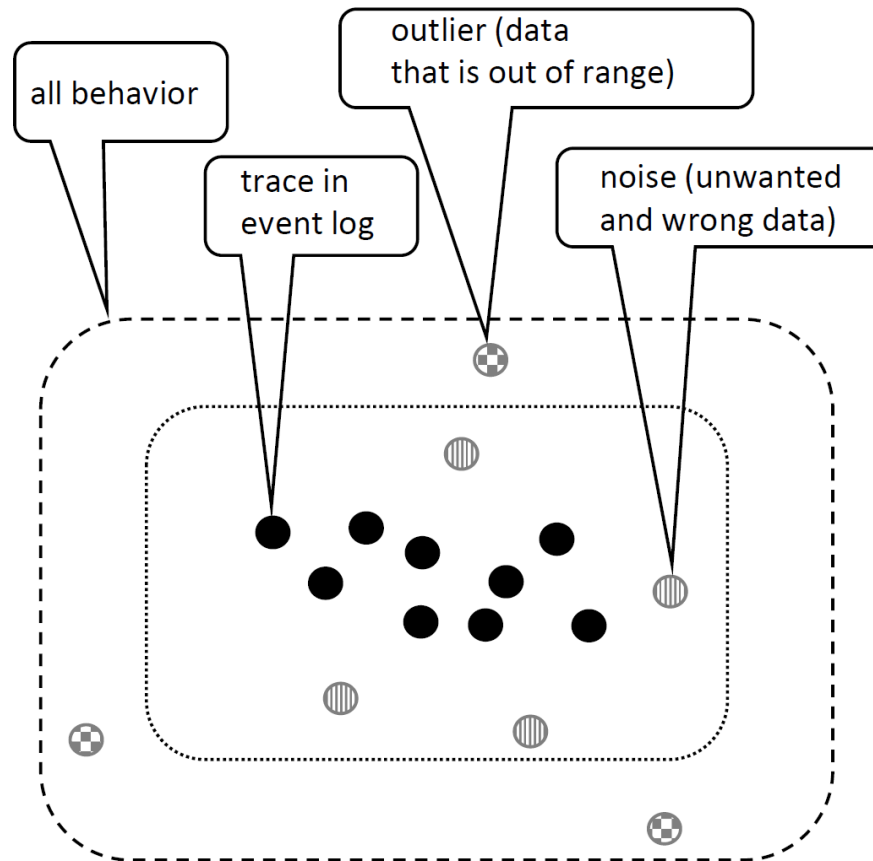 outlier (data
that is out of range)
all behavior
trace in
event log
noise (unwanted
and wrong data)